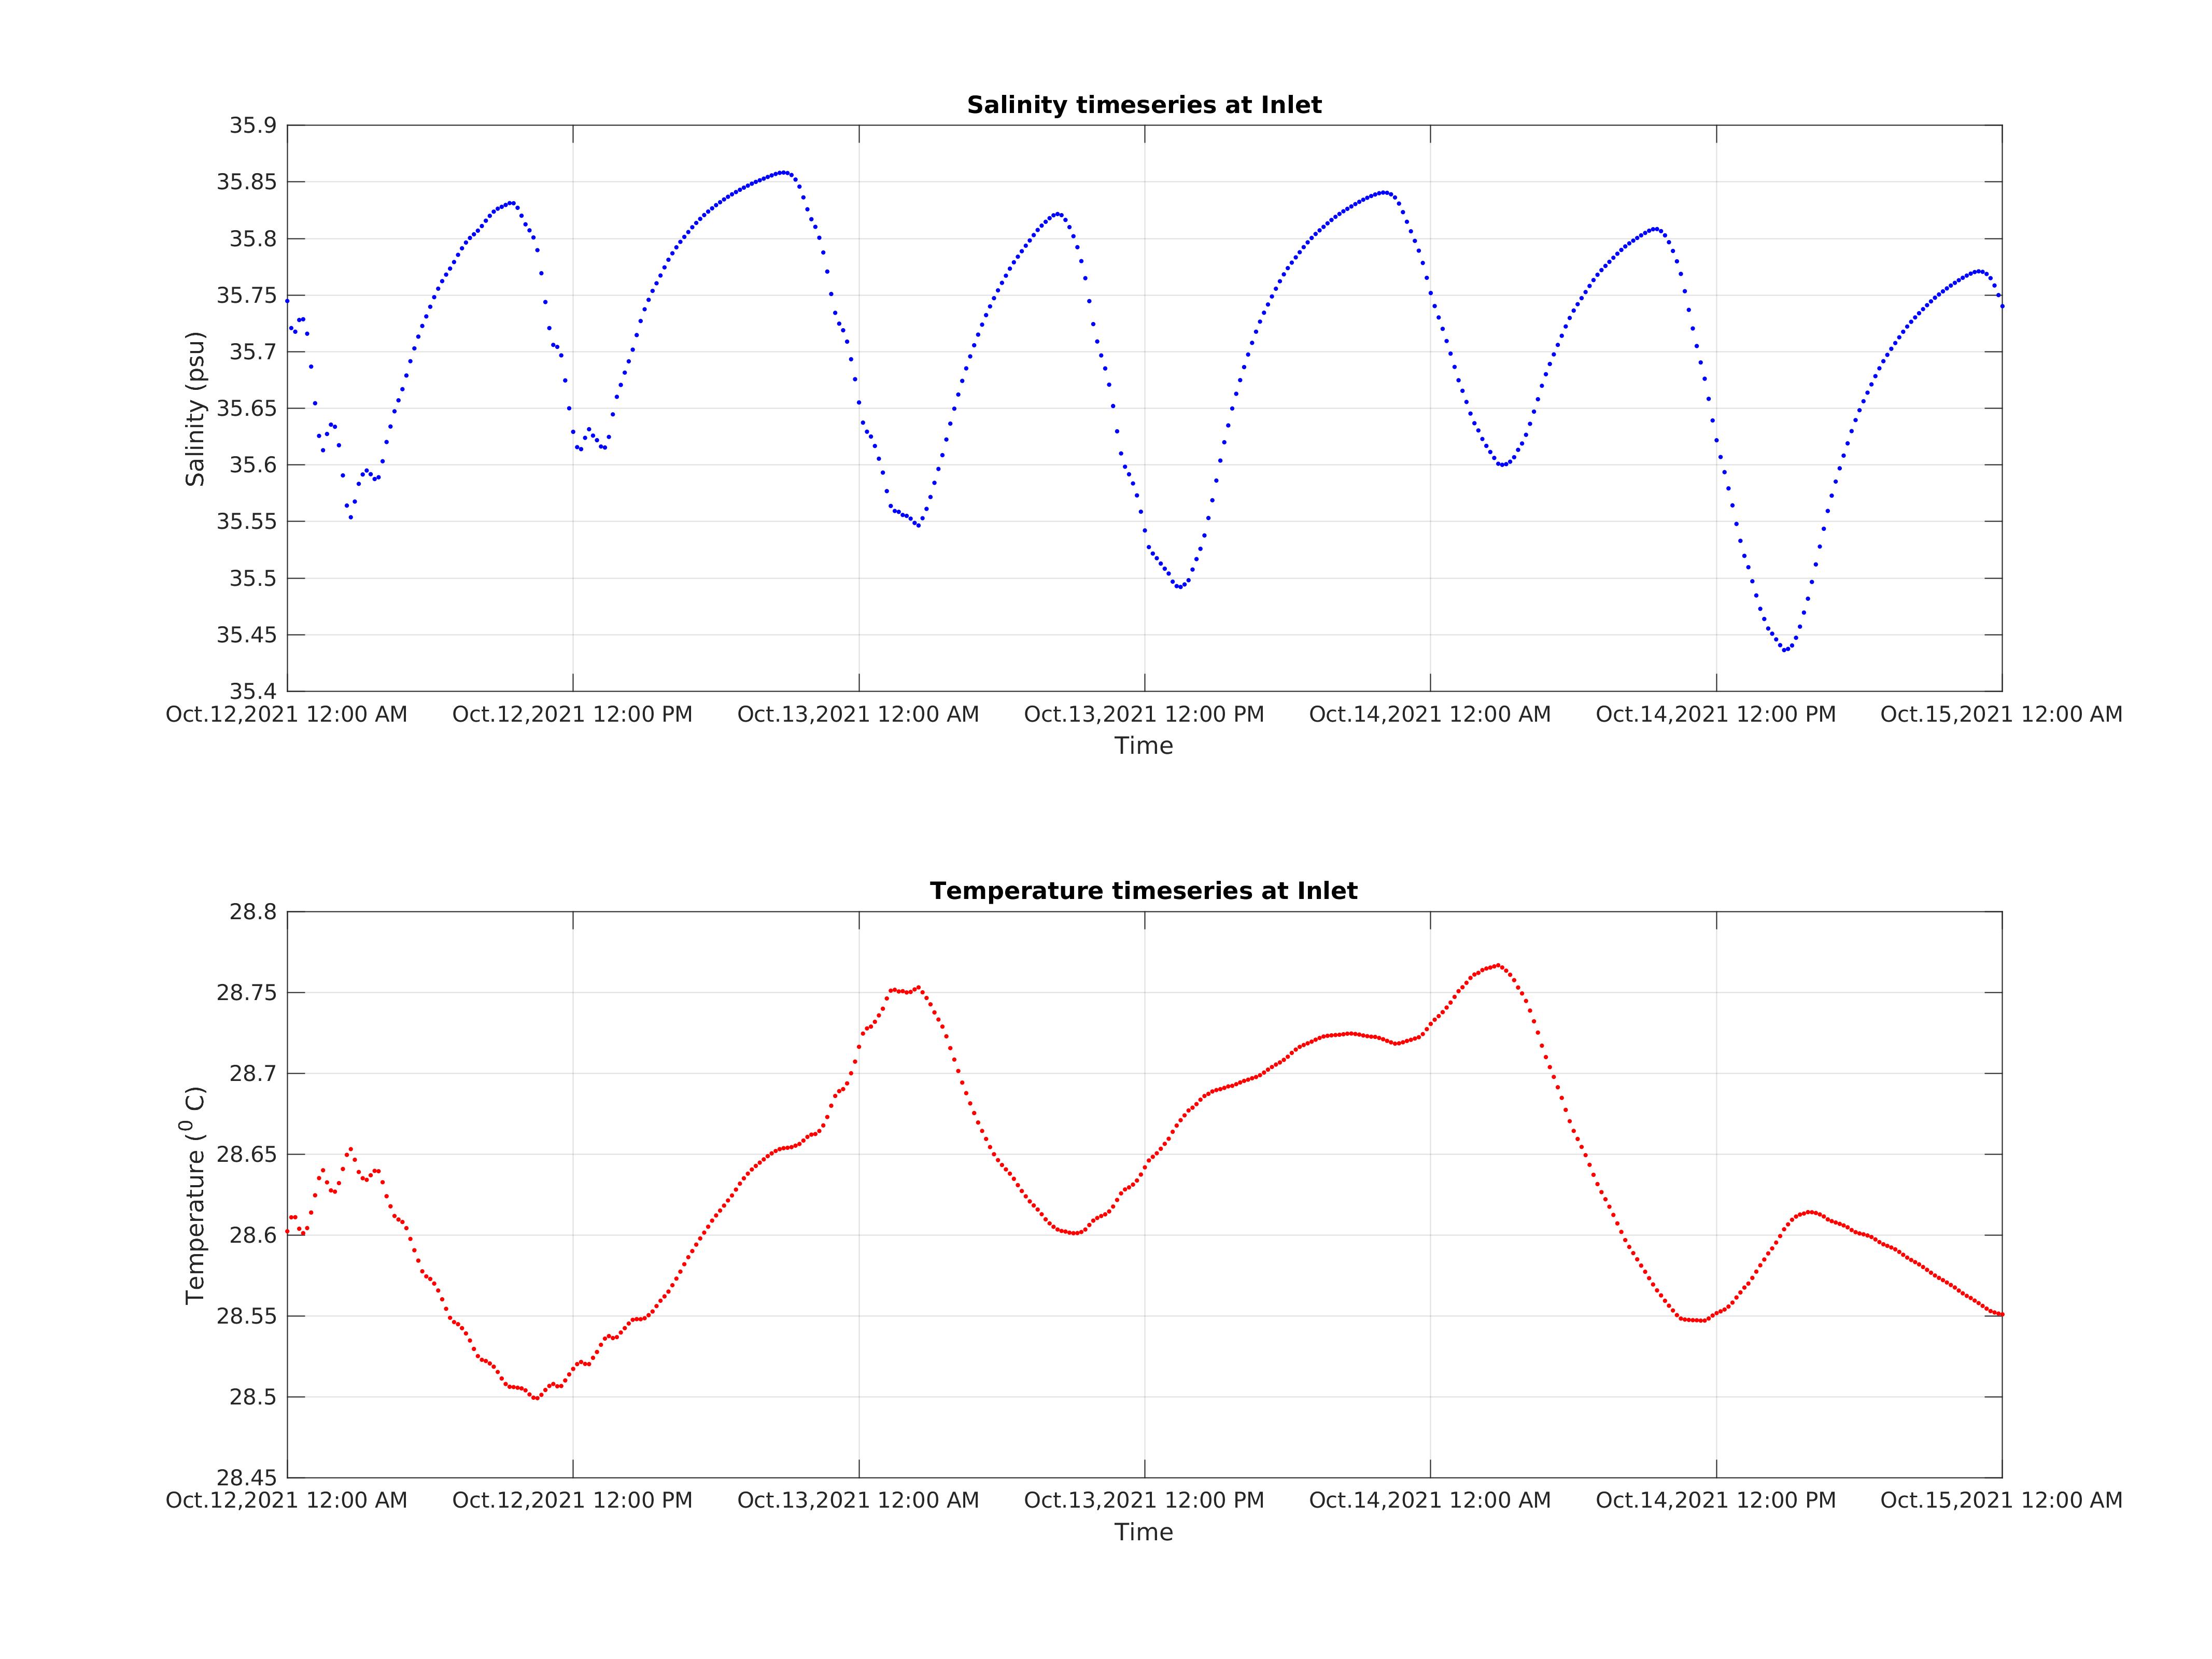 Salinity timeseries at Inlet
35.9
35.85
35.8
35.75
35.7
35.65
35.6
35.55
35.5
35.45
35.4
Salinity (psu)
Oct.12,2021 12:00 AM Oct.12,2021 12:00 PM Oct.13,2021 12:00 AM Oct.13,2021 12:00 PM Oct.14,2021 12:00 AM Oct.14,2021 12:00 PM Oct.15,2021 12:00 AM
Time
Temperature timeseries at Inlet
28.8
28.75
28.7
28.65
28.6
28.55
28.5
28.45
Temperature (⁰ C)
Oct.12,2021 12:00 AM Oct.12,2021 12:00 PM Oct.13,2021 12:00 AM Oct.13,2021 12:00 PM Oct.14,2021 12:00 AM Oct.14,2021 12:00 PM Oct.15,2021 12:00 AM
Time